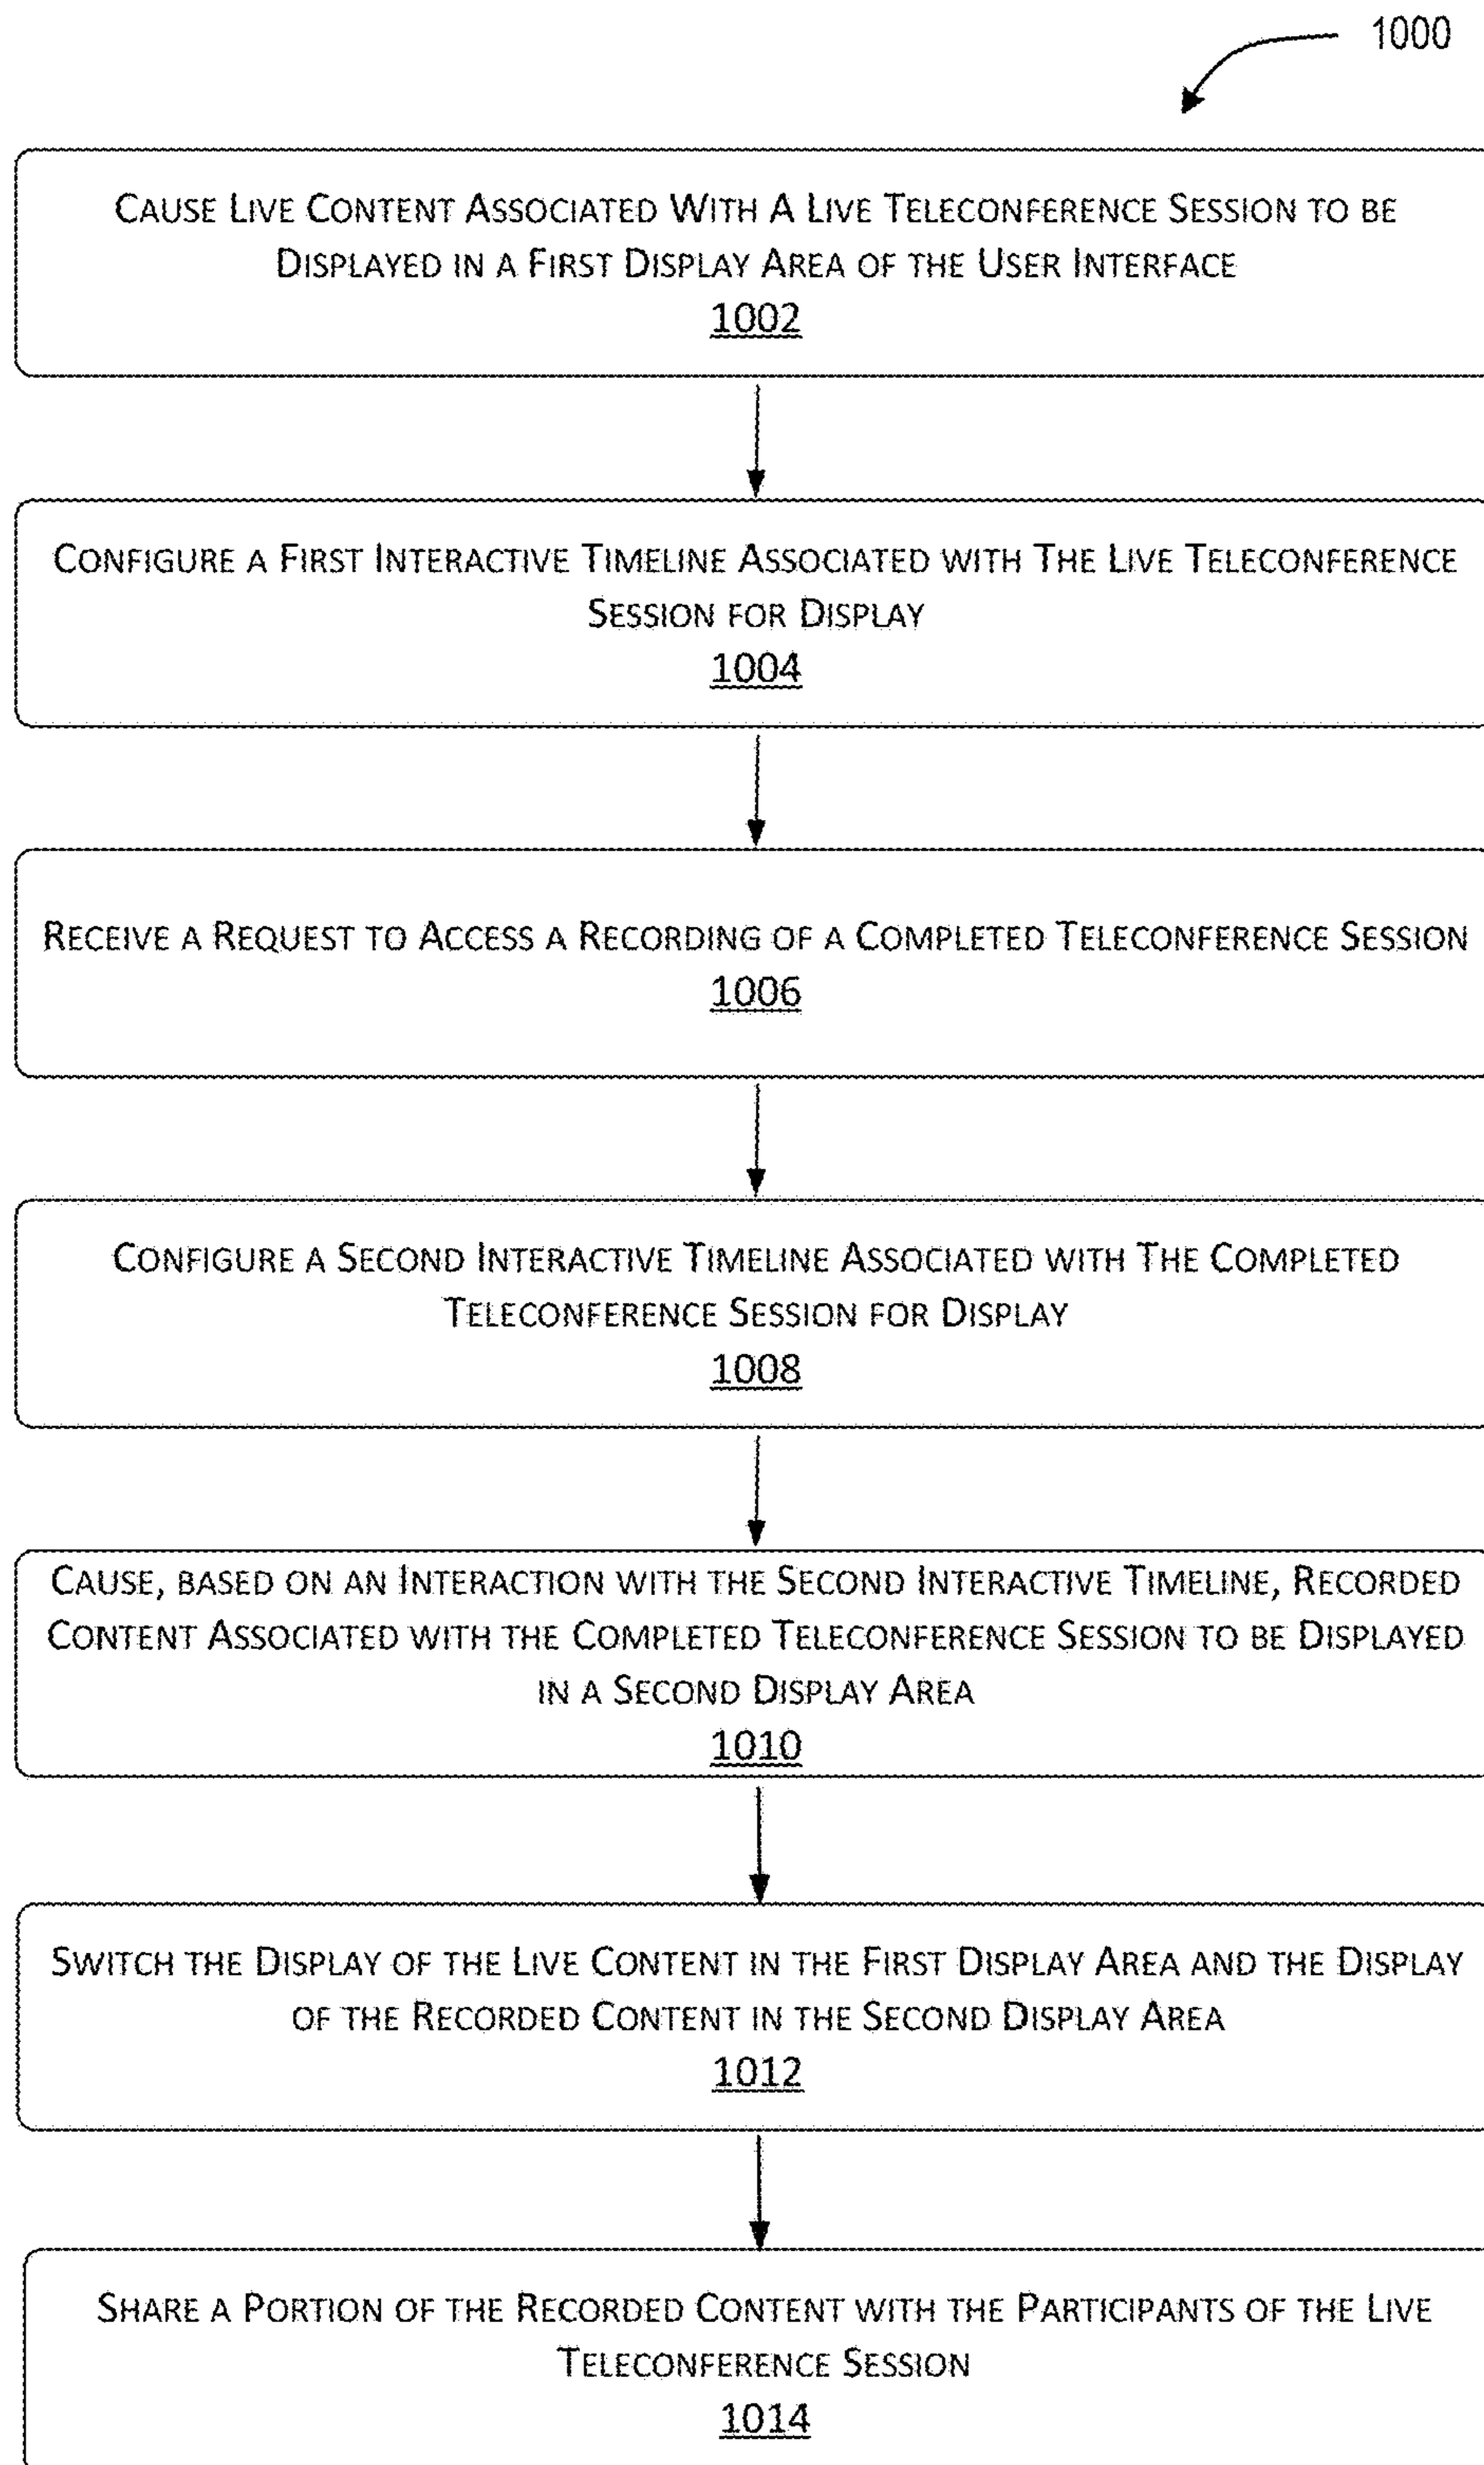 1000
CAUSE LIVE CONTENT ASSOCIATED WITH A LIVE TELECONFERENCE SESSION TO BE
DISPLAYED IN A FIRST DISPLAY AREA OF THE USER INTERFACE
1002
CONFIGURE A FIRST INTERACTIVE TIMELINE ASSOCIATED WITH THE LIVE TELECONFERENCE
SESSION FOR DISPLAY
1004
RECEIVE A REQUEST TO ACCESS A RECORDING OF A COMPLETED TELECONFERENCE SESSION
1006
CONFIGURE A SECOND INTERACTIVE TIMELINE ASSOCIATED WITH THE COMPLETED
TELECONFERENCE SESSION FOR DISPLAY
1008
CAUSE, BASED ON AN INTERACTION WITH THE SECOND INTERACTIVE TIMELINE, RECORDED
CONTENT ASSOCIATED WITH THE COMPLETED TELECONFERENCE SESSION TO BE DISPLAYED
IN A SECOND DISPLAY AREA
1010
SWITCH THE DISPLAY OF THE LIVE CONTENT IN THE FIRST DISPLAY AREA AND THE DISPLAY
OF THE RECORDED CONTENT IN THE SECOND DISPLAY AREA
1012
SHARE A PORTION OF THE RECORDED CONTENT WITH THE PARTICIPANTS OF THE LIVE
TELECONFERENCE SESSION
1014